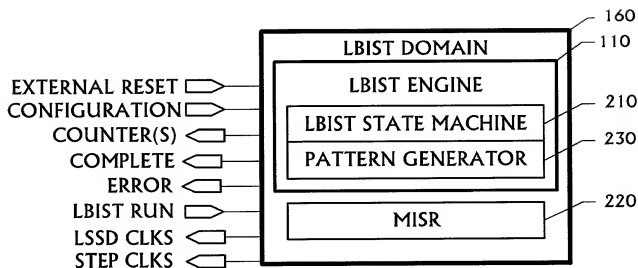 160
LBIST DOMAIN
110
LBIST ENGINE
EXTERNAL RESET
CONFIGURATION
COUNTER(S)
COMPLETE
ERROR
LBIST RUN
LSSD CLKS
STEP CLKS
210
LBIST STATE MACHINE
230
PATTERN GENERATOR
220
MISR